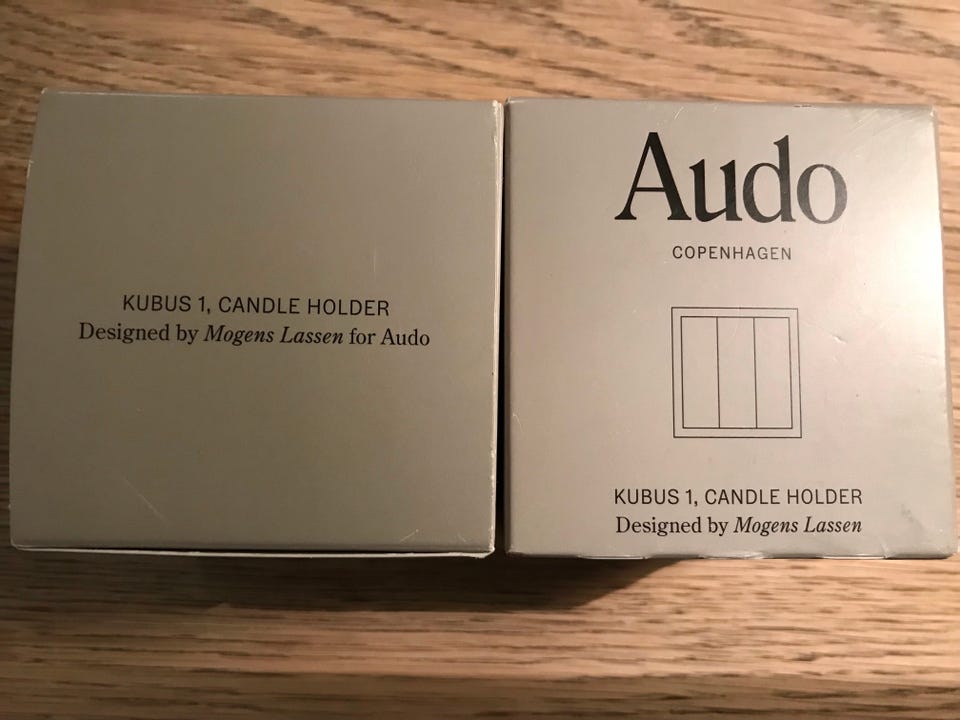 KUBUS 1, CANDLE HOLDER
Designed by Mogens Lassen for Audo
Audo
COPENHAGEN
KUBUS 1, CANDLE HOLDER
Designed by Mogens Lassen